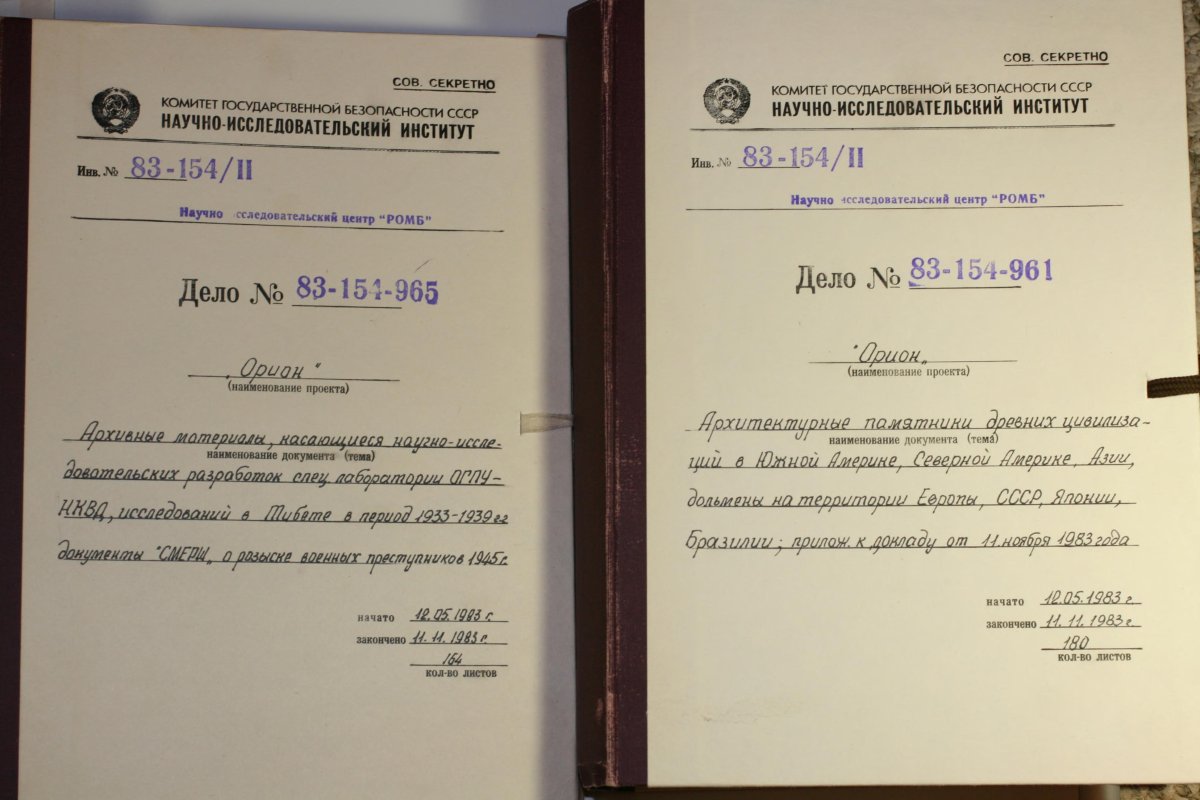 СОВ. СЕКРЕТНО
КОМИТЕТ ГОСУДАРСТВЕННОЙ БЕЗОПАСНОСТИ СССР
НАУЧНО-ИССЛЕДОВАТЕЛЬСКИЙ ИНСТИТУТ
Инв. № 83-154/II
Научно исследовательский центр "РОМБ"
Дело № 83-154-965
„Орион"
(наименование проекта)
Архивные материалы, касающиеся научно-иссле-
наименование документа (тема)
довательских разработок спец лаборатории ОГПУ-
НКВД, исследований в Тибете в период 1933-1939 гг
документы "СМЕРШ„ о розыске военных преступников 1945 г.
начато 12.05.1983 г.
закончено 11.11.1983 г.
164
кол-во листов
СОВ. СЕКРЕТНО
КОМИТЕТ ГОСУДАРСТВЕННОЙ БЕЗОПАСНОСТИ СССР
НАУЧНО-ИССЛЕДОВАТЕЛЬСКИЙ ИНСТИТУТ
Инв. № 83-154/II
Научно исследовательский центр "РОМБ"
Дело № 83-154-961
"Орион„
(наименование проекта)
Архитектурные памятники древних цивилиза-
наименование документа (тема)
ций в Южной Америке, Северной Америке, Азии,
дольмены на территории Европы, СССР, Японии,
Бразилии; прилож. к докладу от 11 ноября 1983 года
начато 12.05.1983 г.
закончено 11.11.1983 г.
180
кол-во листов